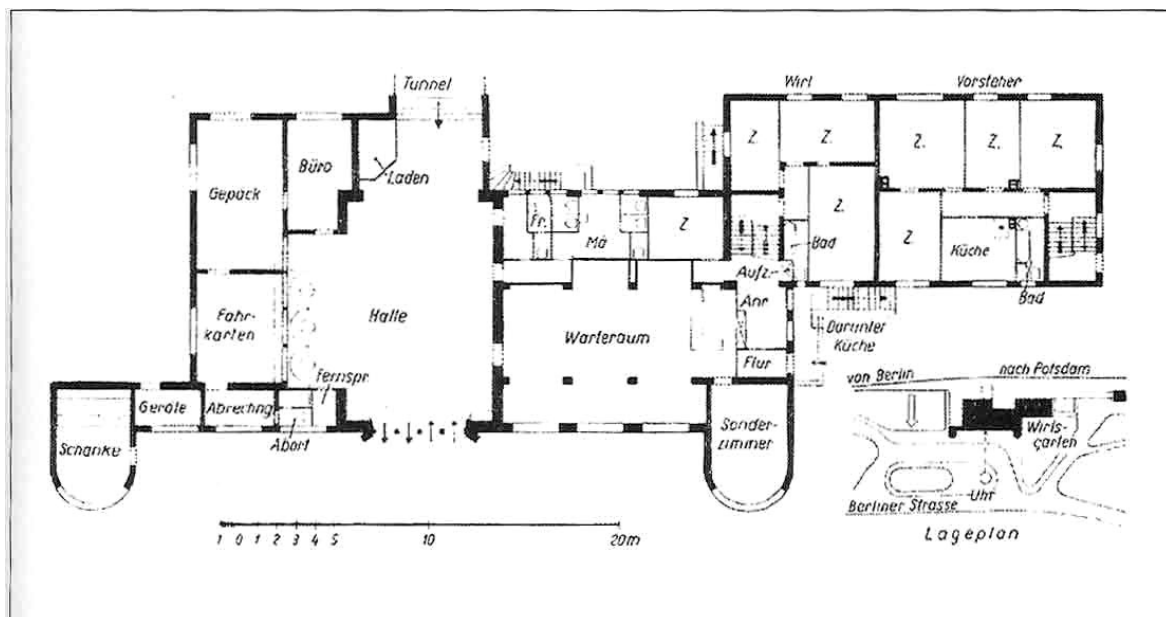 Tunnel
Wirt
Vorsteher
Gepäck
Büro
Laden
Z.
Z.
Z.
Z.
Z.
Fr.
Mä
Z.
Z.
Bad
Z.
Küche
Bad
Aufz.
Anr.
Fahr-
karten
Halle
Warteraum
Flur
Darunter
Küche
Fernspr.
Geräte
Abrechng.
Abort
Schänke
Sonder-
zimmer
von Berlin
nach Potsdam
Wirts-
garten
Uhr
Berliner Strasse
Lageplan
1 0 1 2 3 4 5 10 20m